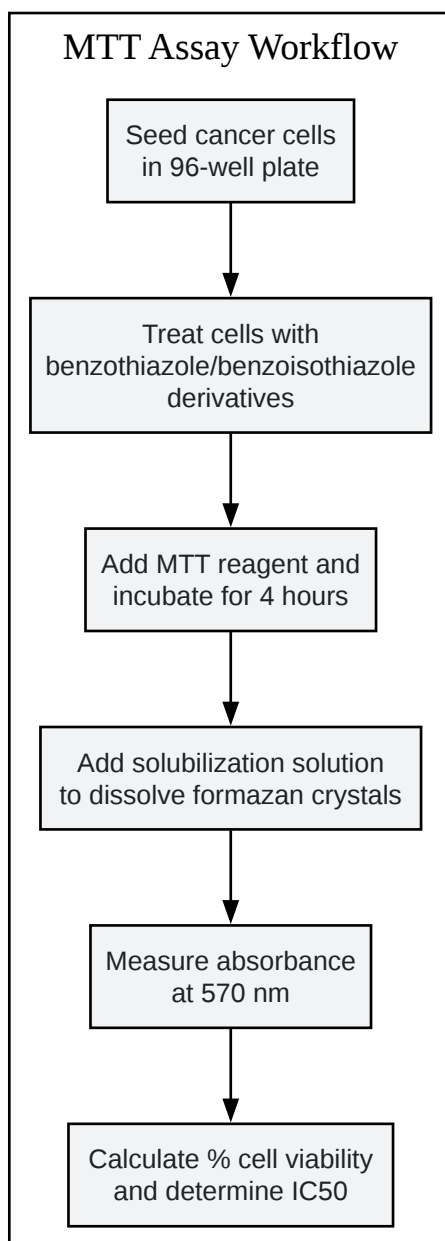 MTT Assay Workflow
Seed cancer cells
in 96-well plate
Treat cells with
benzothiazole/benzoisothiazole
derivatives
Add MTT reagent and
incubate for 4 hours
Add solubilization solution
to dissolve formazan crystals
Measure absorbance
at 570 nm
Calculate % cell viability
and determine IC50